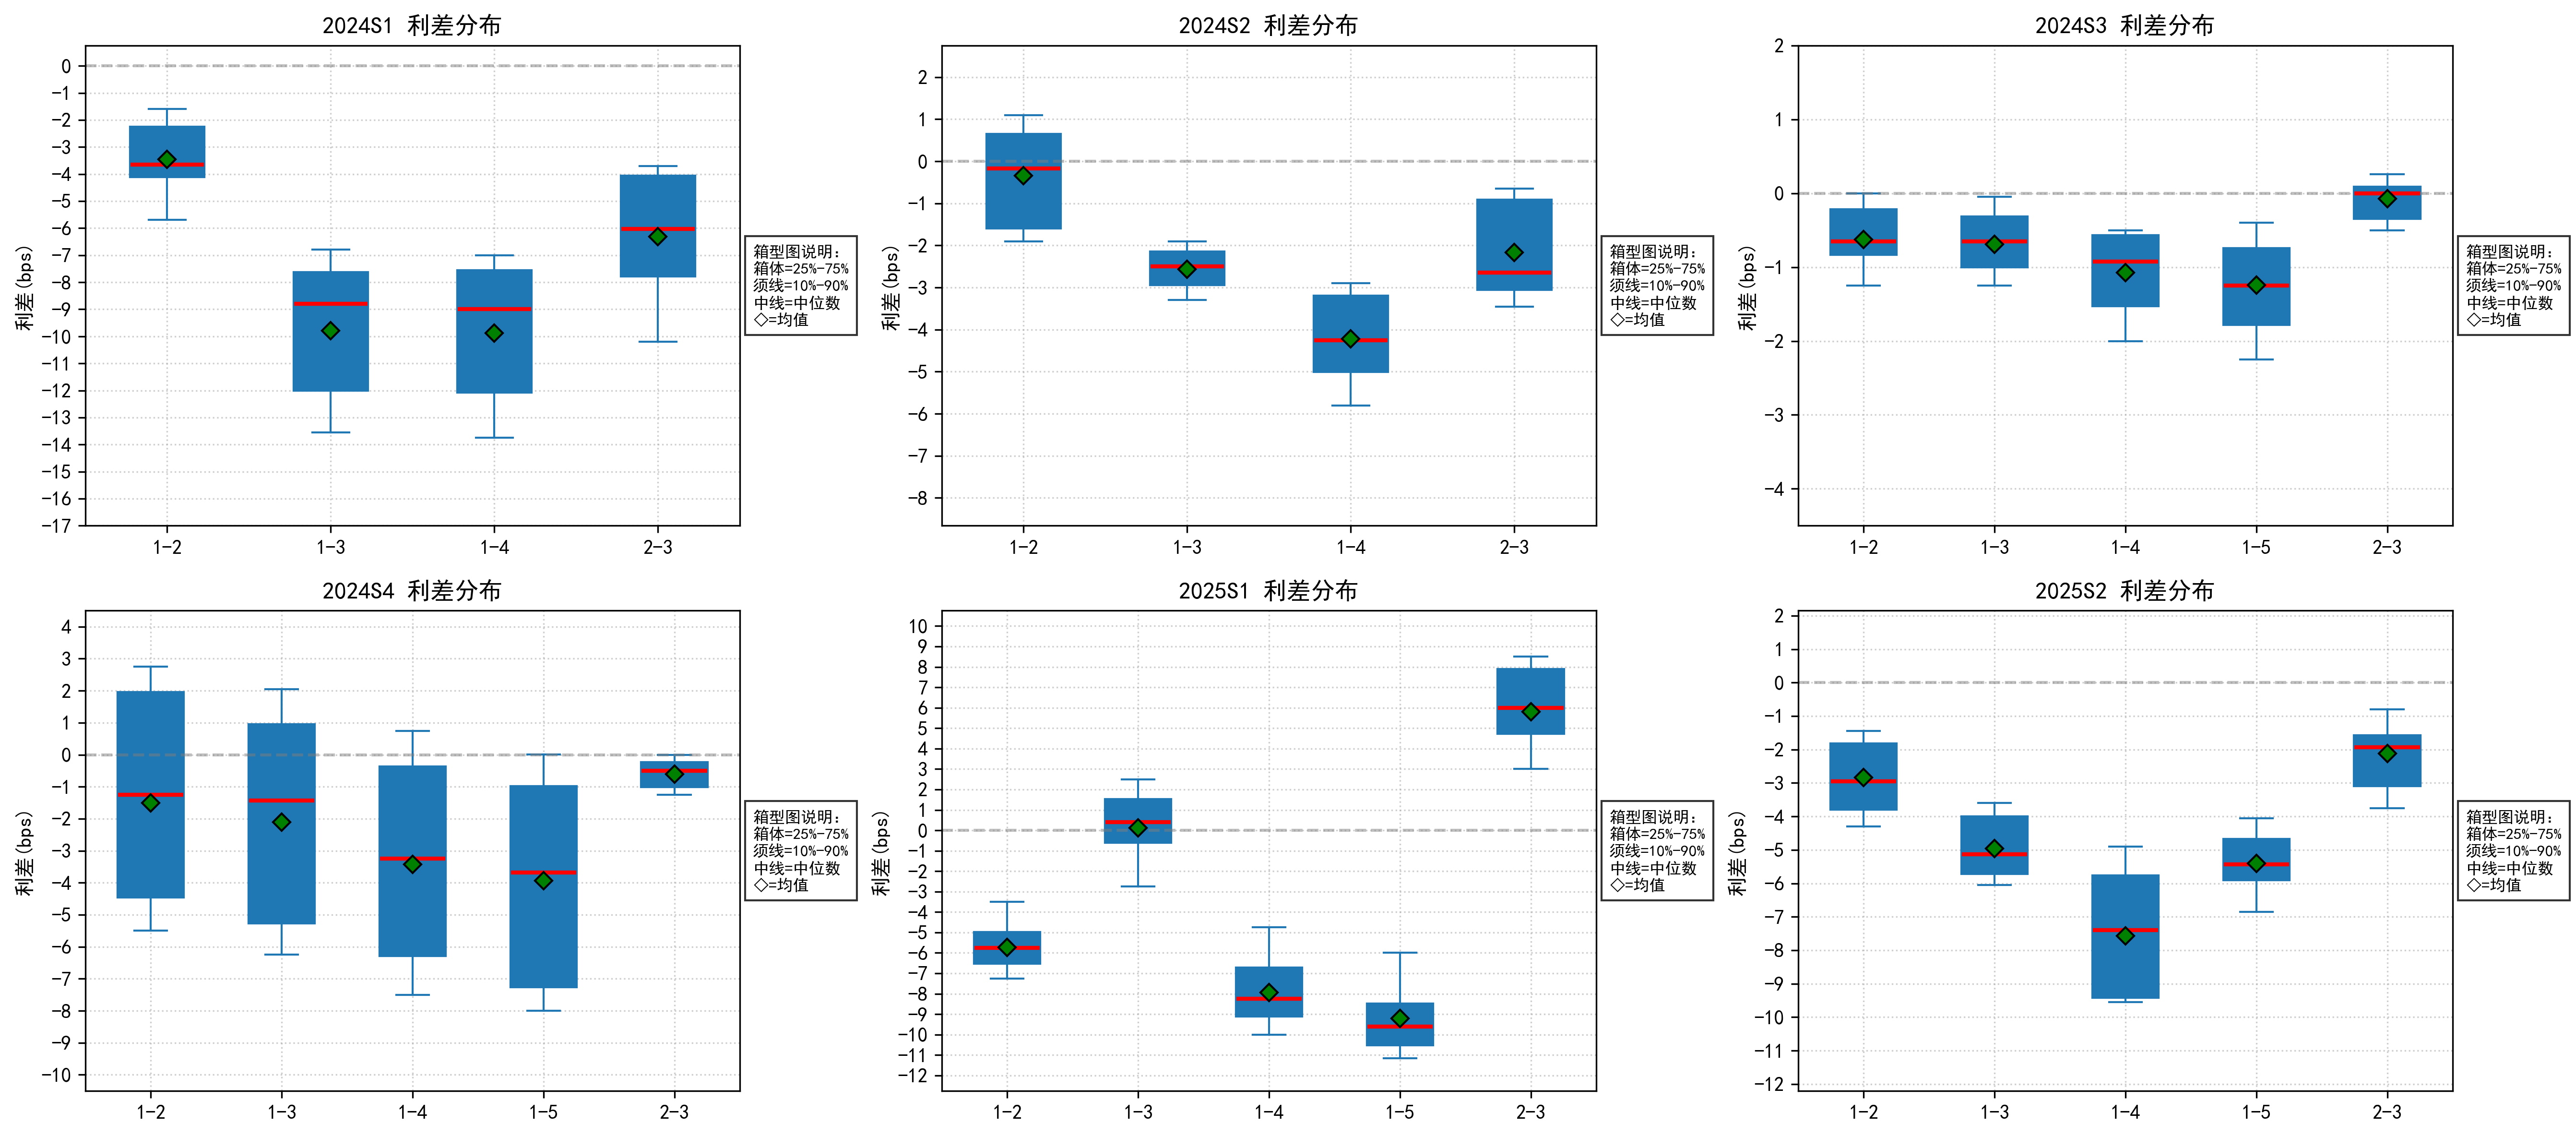 2024S1 利差分布
利差(bps)
0
-1
-2
-3
-4
-5
-6
-7
-8
-9
-10
-11
-12
-13
-14
-15
-16
-17
1-2
1-3
1-4
2-3
箱型图说明：
箱体=25%-75%
须线=10%-90%
中线=中位数
◇=均值
2024S2 利差分布
利差(bps)
2
1
0
-1
-2
-3
-4
-5
-6
-7
-8
1-2
1-3
1-4
2-3
箱型图说明：
箱体=25%-75%
须线=10%-90%
中线=中位数
◇=均值
2024S3 利差分布
利差(bps)
2
1
0
-1
-2
-3
-4
1-2
1-3
1-4
1-5
2-3
箱型图说明：
箱体=25%-75%
须线=10%-90%
中线=中位数
◇=均值
2024S4 利差分布
利差(bps)
4
3
2
1
0
-1
-2
-3
-4
-5
-6
-7
-8
-9
-10
1-2
1-3
1-4
1-5
2-3
箱型图说明：
箱体=25%-75%
须线=10%-90%
中线=中位数
◇=均值
2025S1 利差分布
利差(bps)
10
9
8
7
6
5
4
3
2
1
0
-1
-2
-3
-4
-5
-6
-7
-8
-9
-10
-11
-12
1-2
1-3
1-4
1-5
2-3
箱型图说明：
箱体=25%-75%
须线=10%-90%
中线=中位数
◇=均值
2025S2 利差分布
利差(bps)
2
1
0
-1
-2
-3
-4
-5
-6
-7
-8
-9
-10
-11
-12
1-2
1-3
1-4
1-5
2-3
箱型图说明：
箱体=25%-75%
须线=10%-90%
中线=中位数
◇=均值